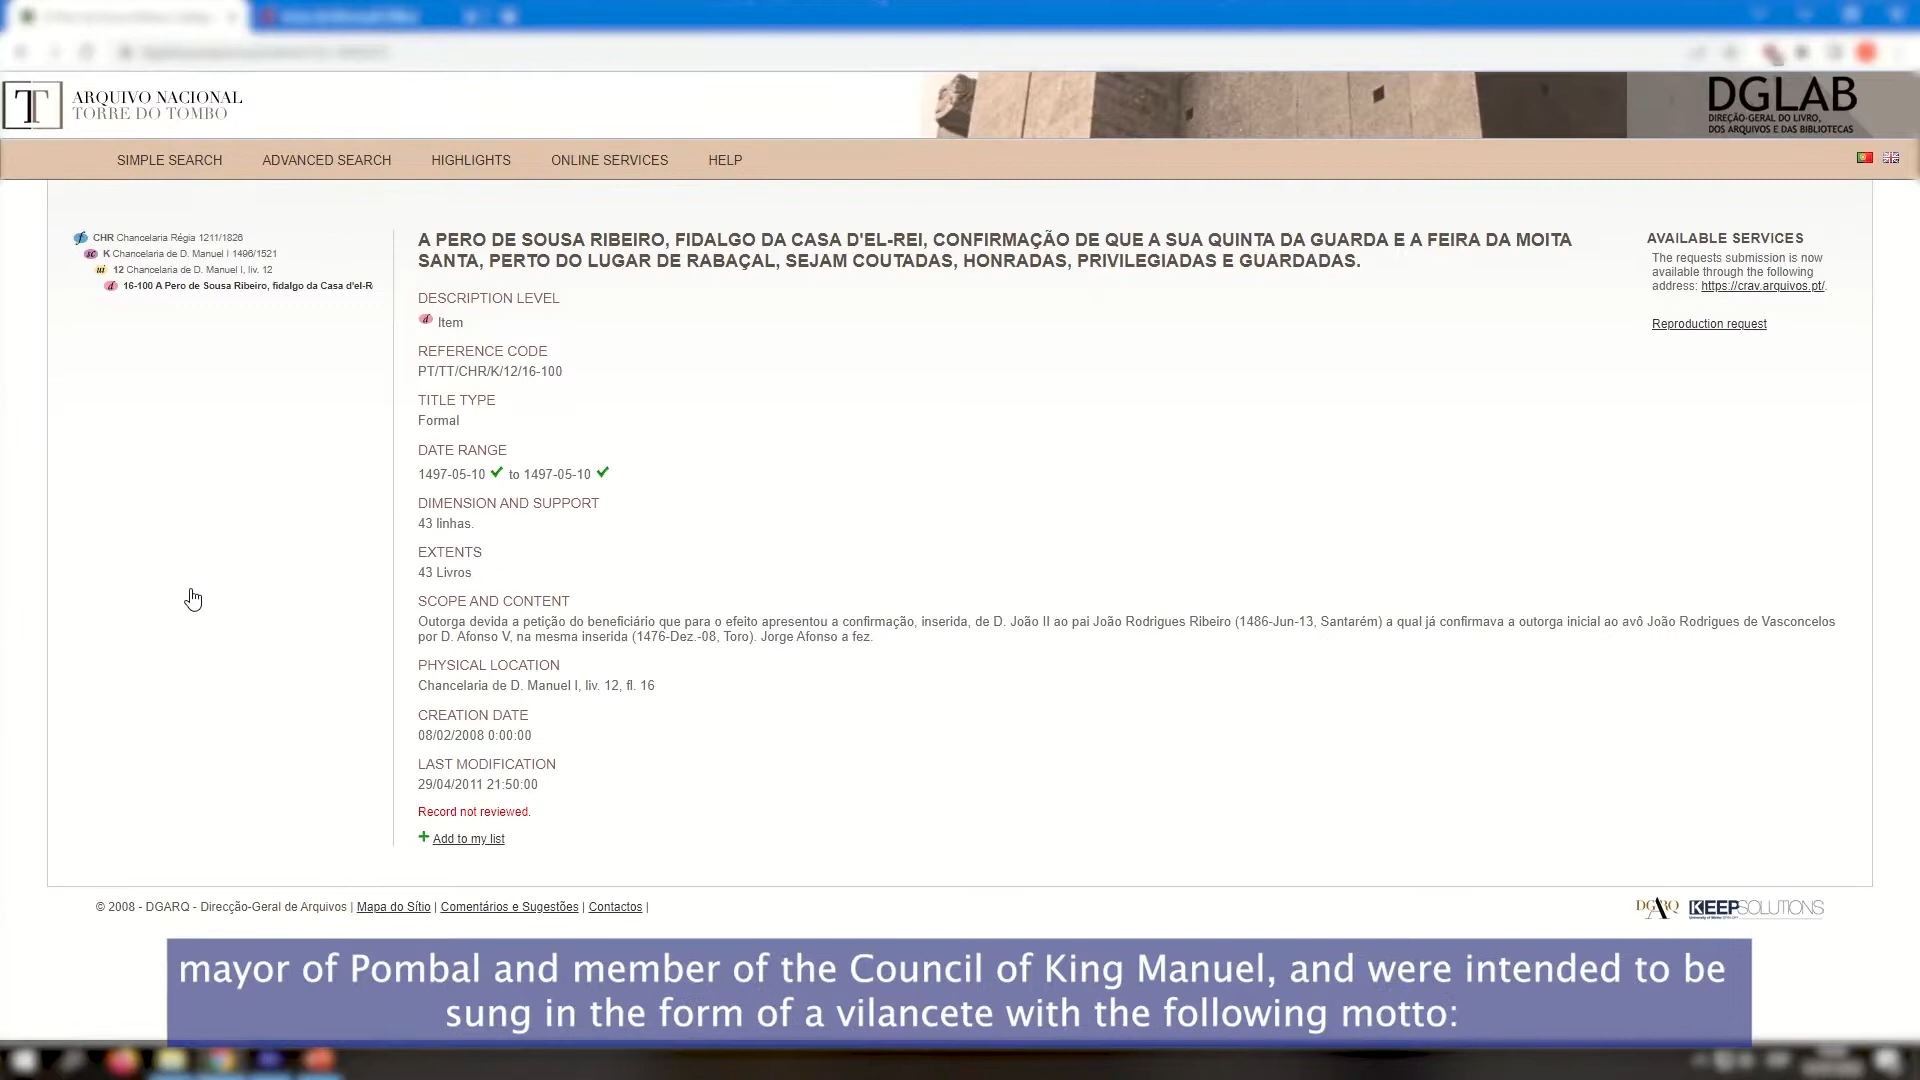 ARQUIVO NACIONAL
TORRE DO TOMBO
DGLAB
DIREÇÃO-GERAL DO LIVRO,
DOS ARQUIVOS E DAS BIBLIOTECAS
SIMPLE SEARCH ADVANCED SEARCH HIGHLIGHTS ONLINE SERVICES HELP
CHR Chancelaria Régia 1211/1826
K Chancelaria de D. Manuel I 1496/1521
12 Chancelaria de D. Manuel I, liv. 12
16-100 A Pero de Sousa Ribeiro, fidalgo da Casa d'el-R
A PERO DE SOUSA RIBEIRO, FIDALGO DA CASA D'EL-REI, CONFIRMAÇÃO DE QUE A SUA QUINTA DA GUARDA E A FEIRA DA MOITA
SANTA, PERTO DO LUGAR DE RABAÇAL, SEJAM COUTADAS, HONRADAS, PRIVILEGIADAS E GUARDADAS.
DESCRIPTION LEVEL
Item
REFERENCE CODE
PT/TT/CHR/K/12/16-100
TITLE TYPE
Formal
DATE RANGE
1497-05-10 to 1497-05-10
DIMENSION AND SUPPORT
43 linhas.
EXTENTS
43 Livros
SCOPE AND CONTENT
Outorga devida a petição do beneficiário que para o efeito apresentou a confirmação, inserida, de D. João II ao pai João Rodrigues Ribeiro (1486-Jun-13, Santarém) a qual já confirmava a outorga inicial ao avô João Rodrigues de Vasconcelos
por D. Afonso V, na mesma inserida (1476-Dez.-08, Toro). Jorge Afonso a fez.
PHYSICAL LOCATION
Chancelaria de D. Manuel I, liv. 12, fl. 16
CREATION DATE
08/02/2008 0:00:00
LAST MODIFICATION
29/04/2011 21:50:00
Record not reviewed.
Add to my list
AVAILABLE SERVICES
The requests submission is now
available through the following
address: https://crav.arquivos.pt/.
Reproduction request
© 2008 - DGARQ - Direcção-Geral de Arquivos | Mapa do Sítio | Comentários e Sugestões | Contactos |
DGARQ KEEPSOLUTIONS
mayor of Pombal and member of the Council of King Manuel, and were intended to be
sung in the form of a vilancete with the following motto: